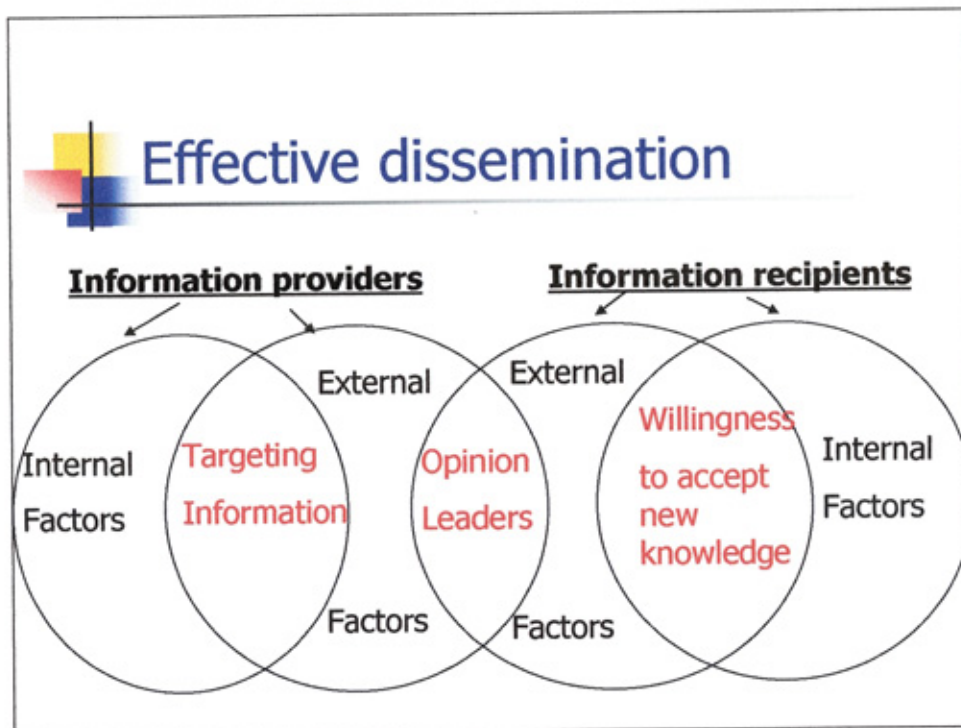 Effective dissemination
Information providers
Information recipients
Internal
Factors
Targeting
Information
External
Factors
Opinion
Leaders
External
Factors
Willingness
to accept
new
knowledge
Internal
Factors